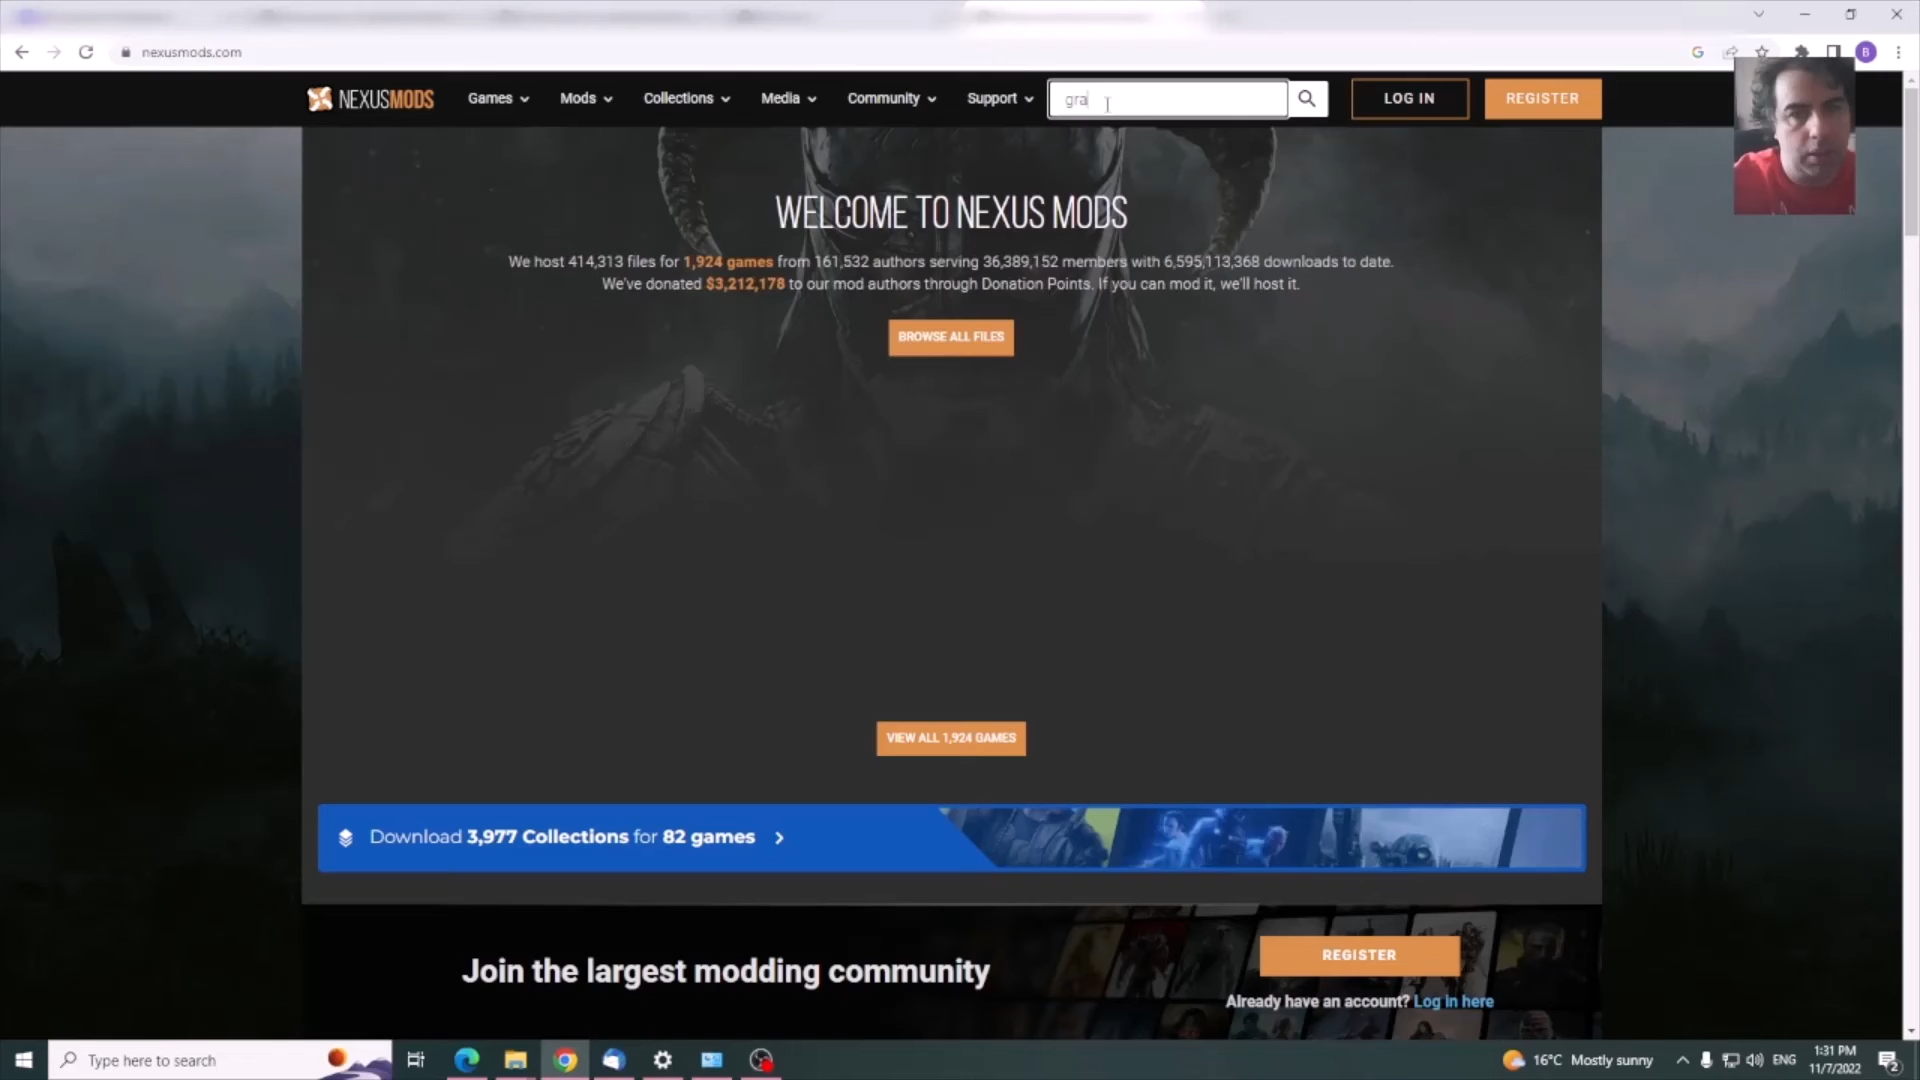 nexusmods.com
B
NEXUSMODS
Games
Mods
Collections
Media
Community
Support
gra
LOG IN
REGISTER
WELCOME TO NEXUS MODS
We host 414,313 files for 1,924 games from 161,532 authors serving 36,389,152 members with 6,595,113,368 downloads to date.
We've donated $3,212,178 to our mod authors through Donation Points. If you can mod it, we'll host it.
BROWSE ALL FILES
VIEW ALL 1,924 GAMES
Download 3,977 Collections for 82 games
Join the largest modding community
REGISTER
Already have an account? Log in here
Type here to search
16°C Mostly sunny
ENG
1:31 PM
11/7/2022
2